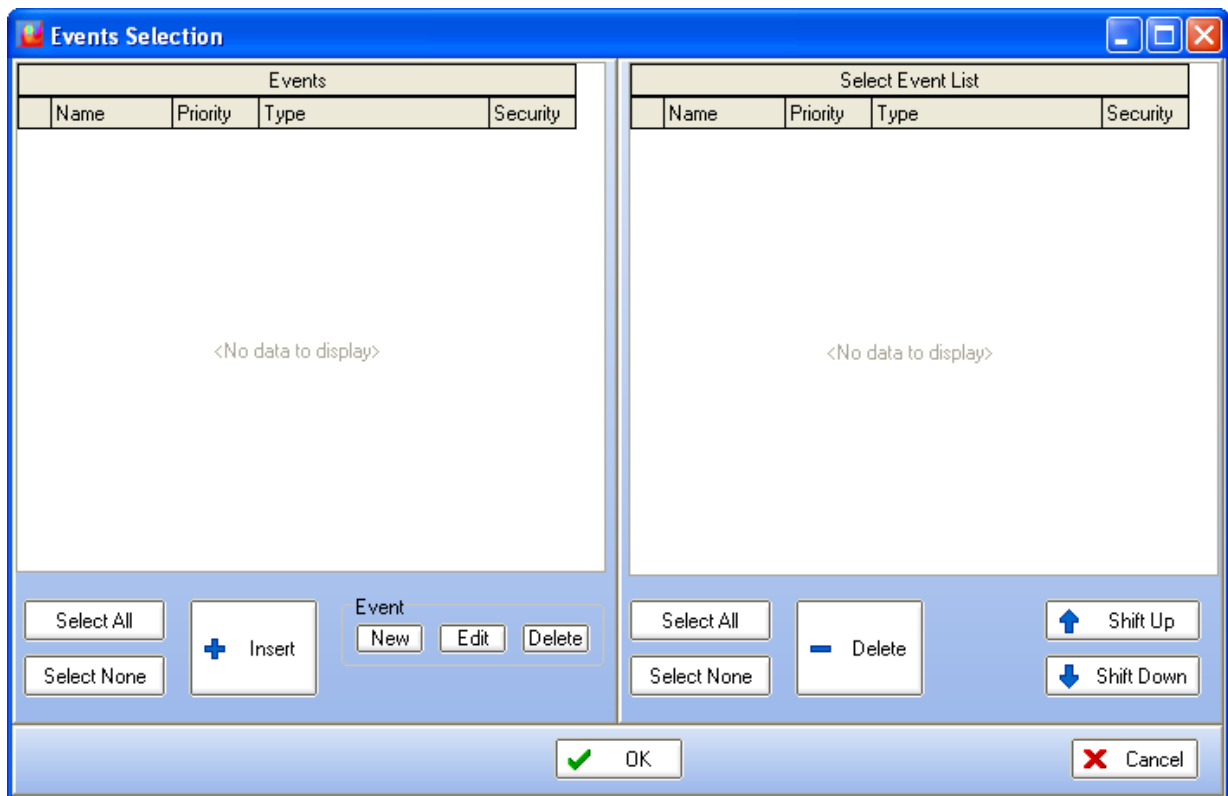 Events Selection
Events
Name Priority Type Security
<No data to display>
Select All
Select None
Insert
Event
New Edit Delete
Select Event List
Name Priority Type Security
<No data to display>
Select All
Select None
Delete
Shift Up
Shift Down
OK
Cancel